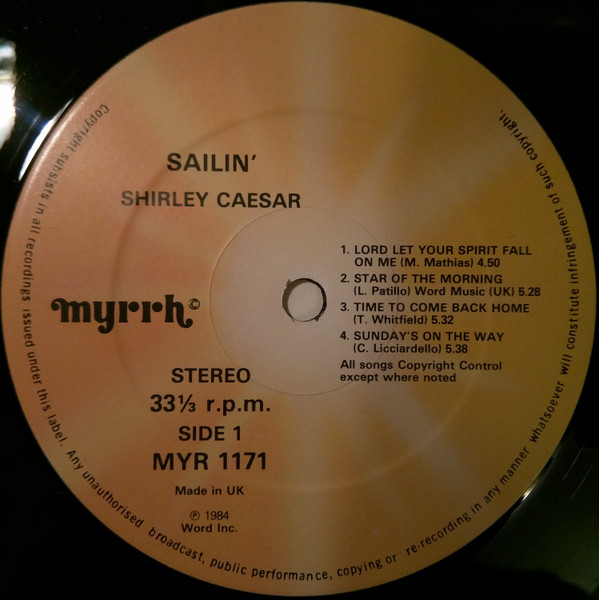 SAILIN'
SHIRLEY CAESAR
1. LORD LET YOUR SPIRIT FALL
ON ME (M. Mathias) 4.50
2. STAR OF THE MORNING
(L. Patillo) Word Music (UK) 5.28
3. TIME TO COME BACK HOME
(T. Whitfield) 5.32
4. SUNDAY'S ON THE WAY
(C. Licciardello) 5.38
All songs Copyright Control
except where noted
myrrh©
STEREO
33⅓ r.p.m.
SIDE 1
MYR 1171
Made in UK
℗ 1984
Word Inc.
Copyright subsists in all recordings issued under this label. Any unauthorised broadcast, public performance, copying or re-recording in any manner whatsoever will constitute infringement of such copyright.